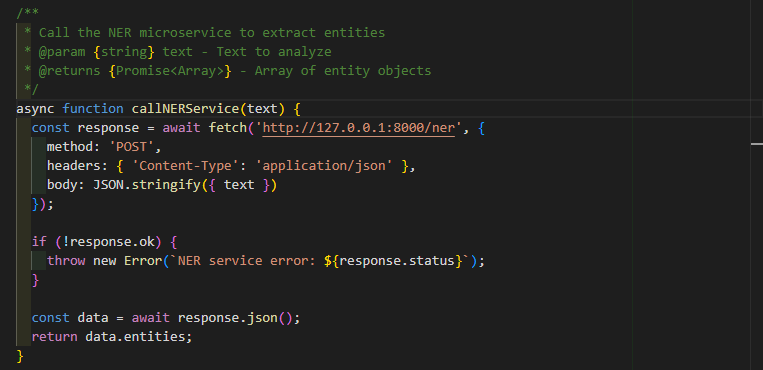 /**
 * Call the NER microservice to extract entities
 * @param {string} text - Text to analyze
 * @returns {Promise<Array>} - Array of entity objects
 */
async function callNERService(text) {
  const response = await fetch('http://127.0.0.1:8000/ner', {
    method: 'POST',
    headers: { 'Content-Type': 'application/json' },
    body: JSON.stringify({ text })
  });

  if (!response.ok) {
    throw new Error(`NER service error: ${response.status}`);
  }

  const data = await response.json();
  return data.entities;
}